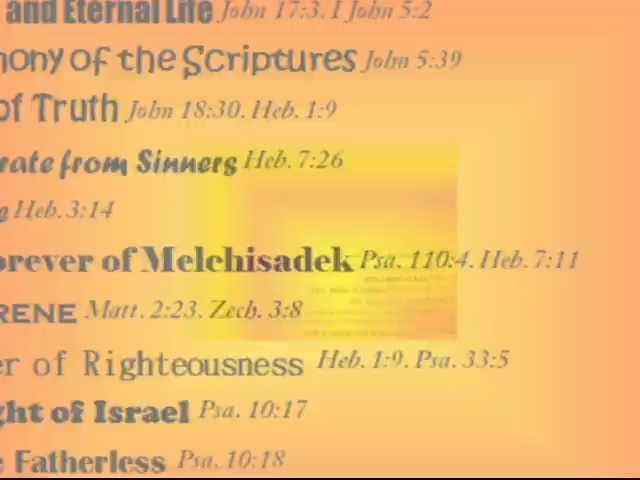 and Eternal Life John 17:3. I John 5:2
ony of the Scriptures John 5:39
of Truth John 18:30. Heb. 1:9
rate from Sinners Heb. 7:26
Heb. 3:14
orever of Melchisadek Psa. 110:4. Heb. 7:11
RENE Matt. 2:23. Zech. 3:8
er of Righteousness Heb. 1:9. Psa. 33:5
ght of Israel Psa. 10:17
e Fatherless Psa. 10:18